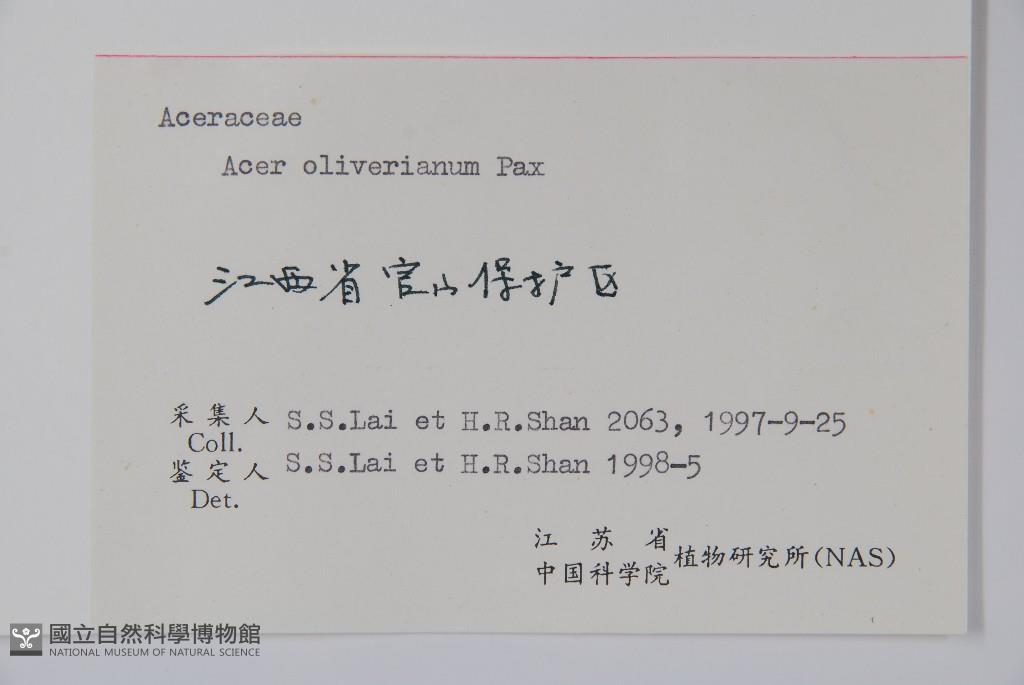 Aceraceae
Acer oliverianum Pax
江西省官山保护区
采集人 S.S.Lai et H.R.Shan 2063, 1997-9-25
Coll.
鉴定人 S.S.Lai et H.R.Shan 1998-5
Det.
江苏省
中国科学院 植物研究所(NAS)
國立自然科學博物館
NATIONAL MUSEUM OF NATURAL SCIENCE